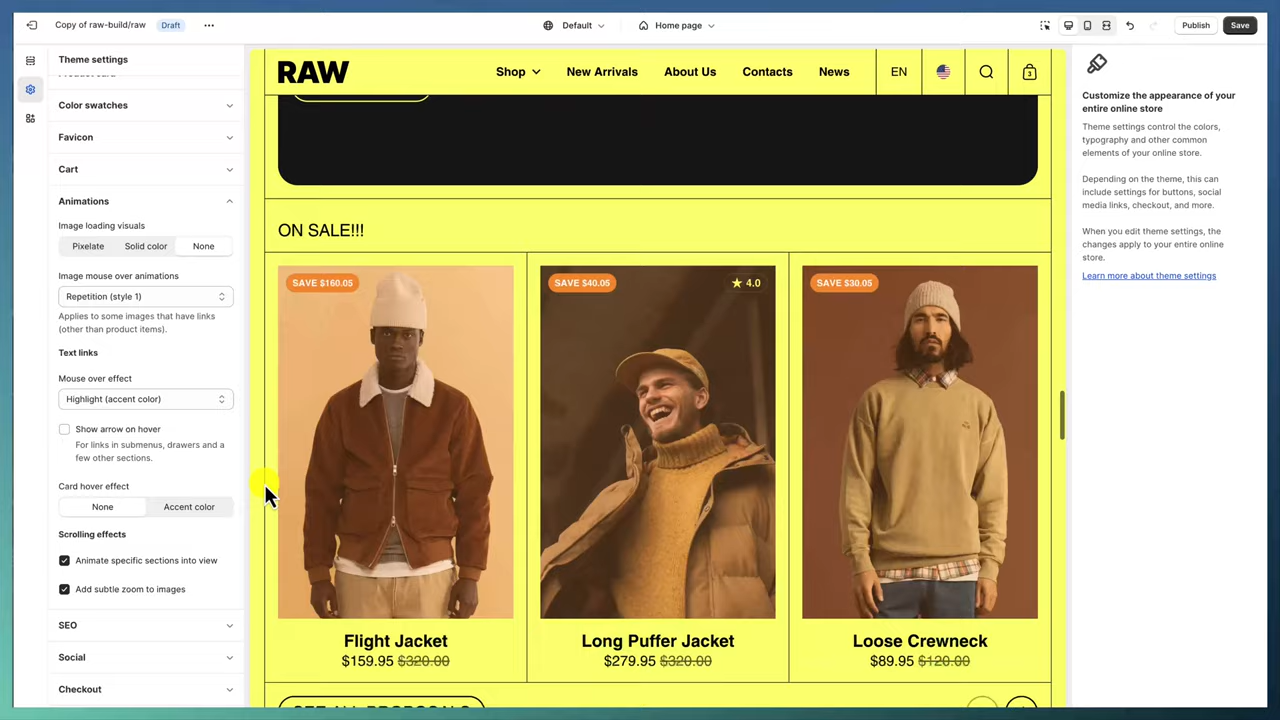 Copy of raw-build/raw
Draft
Default
Home page
Publish
Save
Theme settings
Color swatches
Favicon
Cart
Animations
Image loading visuals
Pixelate
Solid color
None
Image mouse over animations
Repetition (style 1)
Applies to some images that have links
(other than product items).
Text links
Mouse over effect
Highlight (accent color)
Show arrow on hover
For links in submenus, drawers and a
few other sections.
Card hover effect
None
Accent color
Scrolling effects
Animate specific sections into view
Add subtle zoom to images
SEO
Social
Checkout
RAW
Shop
New Arrivals
About Us
Contacts
News
EN
3
ON SALE!!!
SAVE $160.05
SAVE $40.05
★ 4.0
SAVE $30.05
Flight Jacket
$159.95 $320.00
Long Puffer Jacket
$279.95 $320.00
Loose Crewneck
$89.95 $120.00
Customize the appearance of your
entire online store
Theme settings control the colors,
typography and other common
elements of your online store.
Depending on the theme, this can
include settings for buttons, social
media links, checkout, and more.
When you edit theme settings, the
changes apply to your entire online
store.
Learn more about theme settings